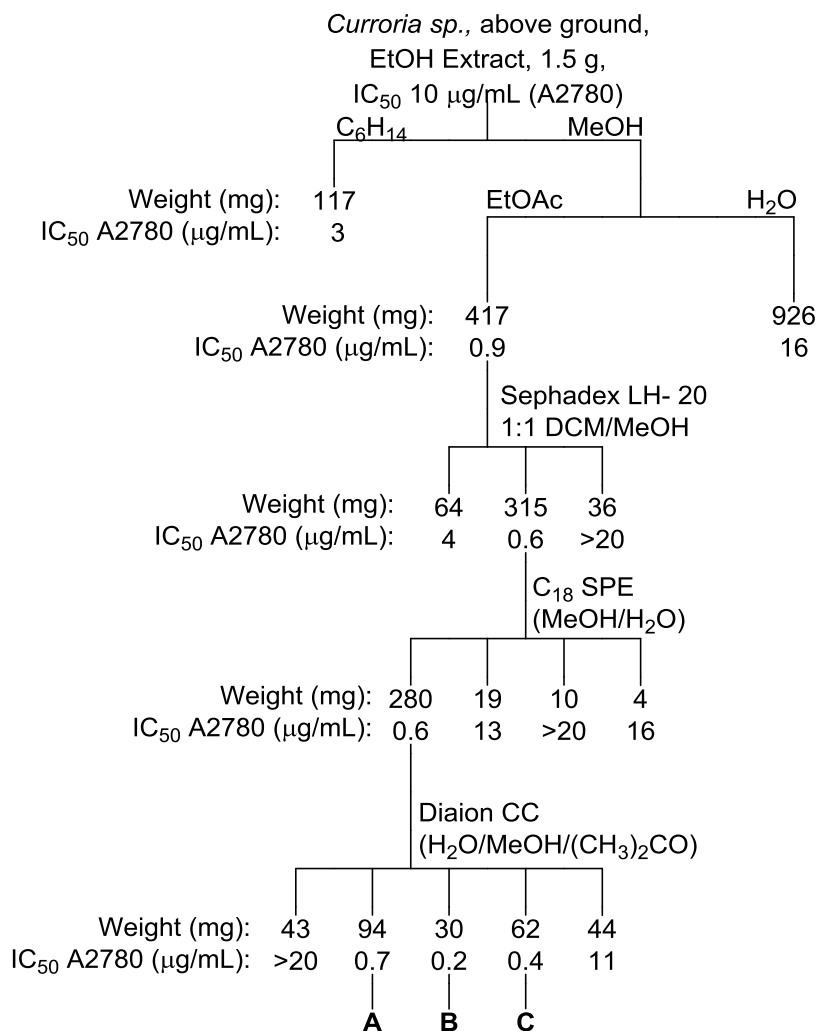 Curroria sp., above ground,
EtOH Extract, 1.5 g,
IC50 10 μg/mL (A2780)
C6H14 MeOH
Weight (mg): 117
IC50 A2780 (μg/mL): 3
EtOAc H2O
Weight (mg): 417 926
IC50 A2780 (μg/mL): 0.9 16
Sephadex LH- 20
1:1 DCM/MeOH
Weight (mg): 64 315 36
IC50 A2780 (μg/mL): 4 0.6 >20
C18 SPE
(MeOH/H2O)
Weight (mg): 280 19 10 4
IC50 A2780 (μg/mL): 0.6 13 >20 16
Diaion CC
(H2O/MeOH/(CH3)2CO)
Weight (mg): 43 94 30 62 44
IC50 A2780 (μg/mL): >20 0.7 0.2 0.4 11
A B C